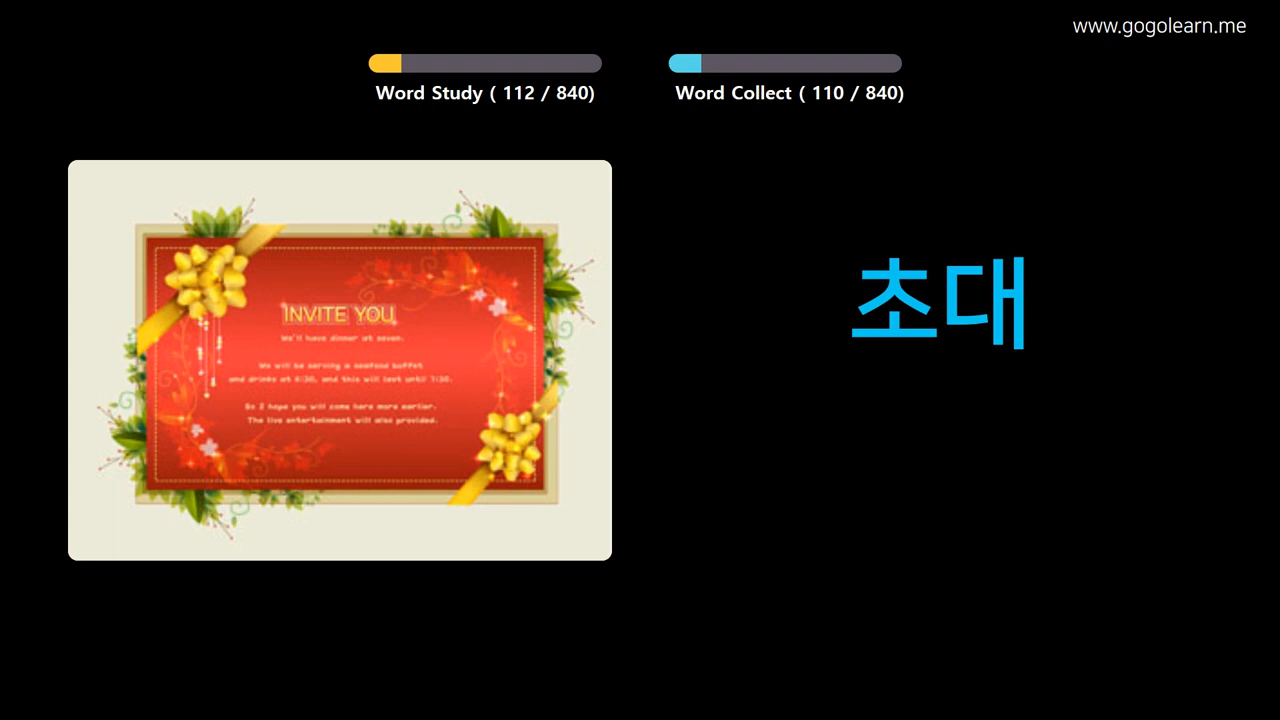 www.gogolearn.me
Word Study ( 112 / 840)
Word Collect ( 110 / 840)
INVITE YOU
We'll have dinner at seven.
We will be serving a seafood buffet
and drinks at 6:30, and this will last until 7:30.
So I hope you will come here more earlier.
The live entertainment will also provided.
초대